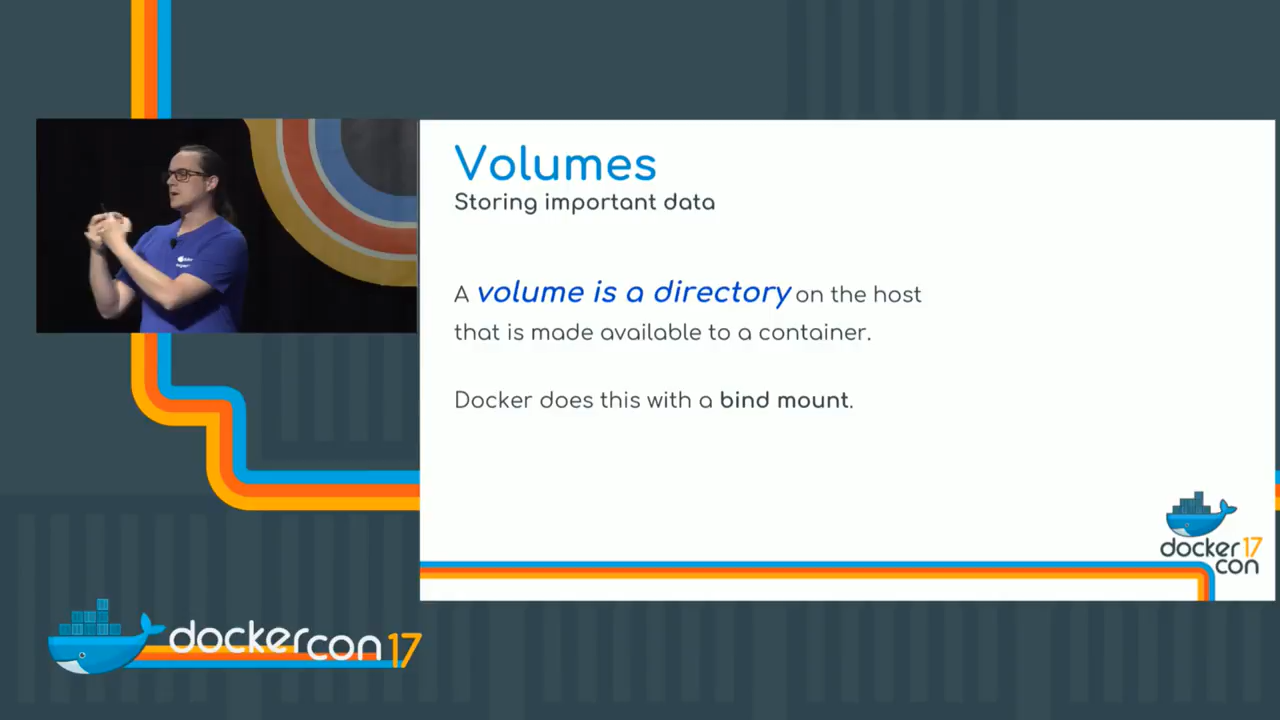 Volumes
Storing important data
A volume is a directory on the host
that is made available to a container.
Docker does this with a bind mount.
docker 17
con
dockercon 17